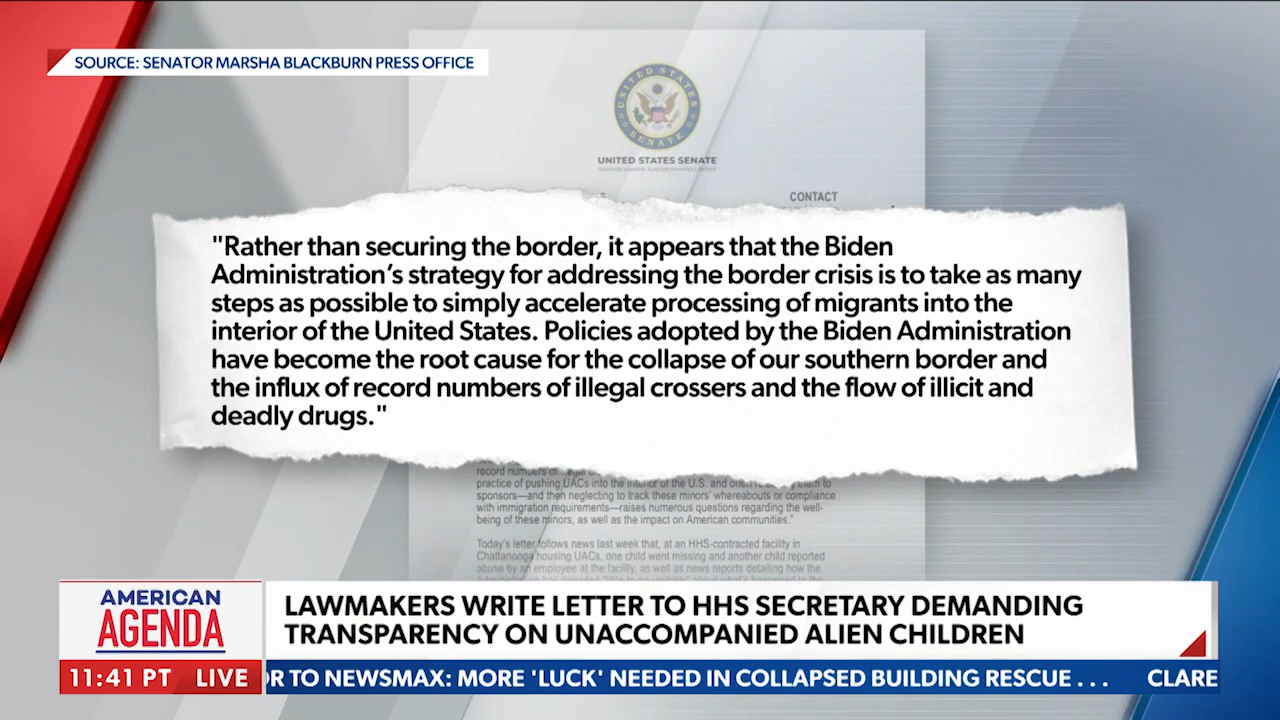 SOURCE: SENATOR MARSHA BLACKBURN PRESS OFFICE
UNITED STATES
SENATE
UNITED STATES SENATE
CONTACT
"Rather than securing the border, it appears that the Biden
Administration’s strategy for addressing the border crisis is to take as many
steps as possible to simply accelerate processing of migrants into the
interior of the United States. Policies adopted by the Biden Administration
have become the root cause for the collapse of our southern border and
the influx of record numbers of illegal crossers and the flow of illicit and
deadly drugs."
record numbers of
practice of pushing UACs into the interior of the U.S. and to
sponsors—and then neglecting to track these minors' whereabouts or compliance
with immigration requirements—raises numerous questions regarding the well-
being of these minors, as well as the impact on American communities."
Today's letter follows news last week that, at an HHS-contracted facility in
Chattanooga housing UACs, one child went missing and another child reported
abuse by an employee at the facility, as well as news reports detailing how the
AMERICAN
AGENDA
LAWMAKERS WRITE LETTER TO HHS SECRETARY DEMANDING
TRANSPARENCY ON UNACCOMPANIED ALIEN CHILDREN
11:41 PT LIVE
OR TO NEWSMAX: MORE 'LUCK' NEEDED IN COLLAPSED BUILDING RESCUE . . . CLARE